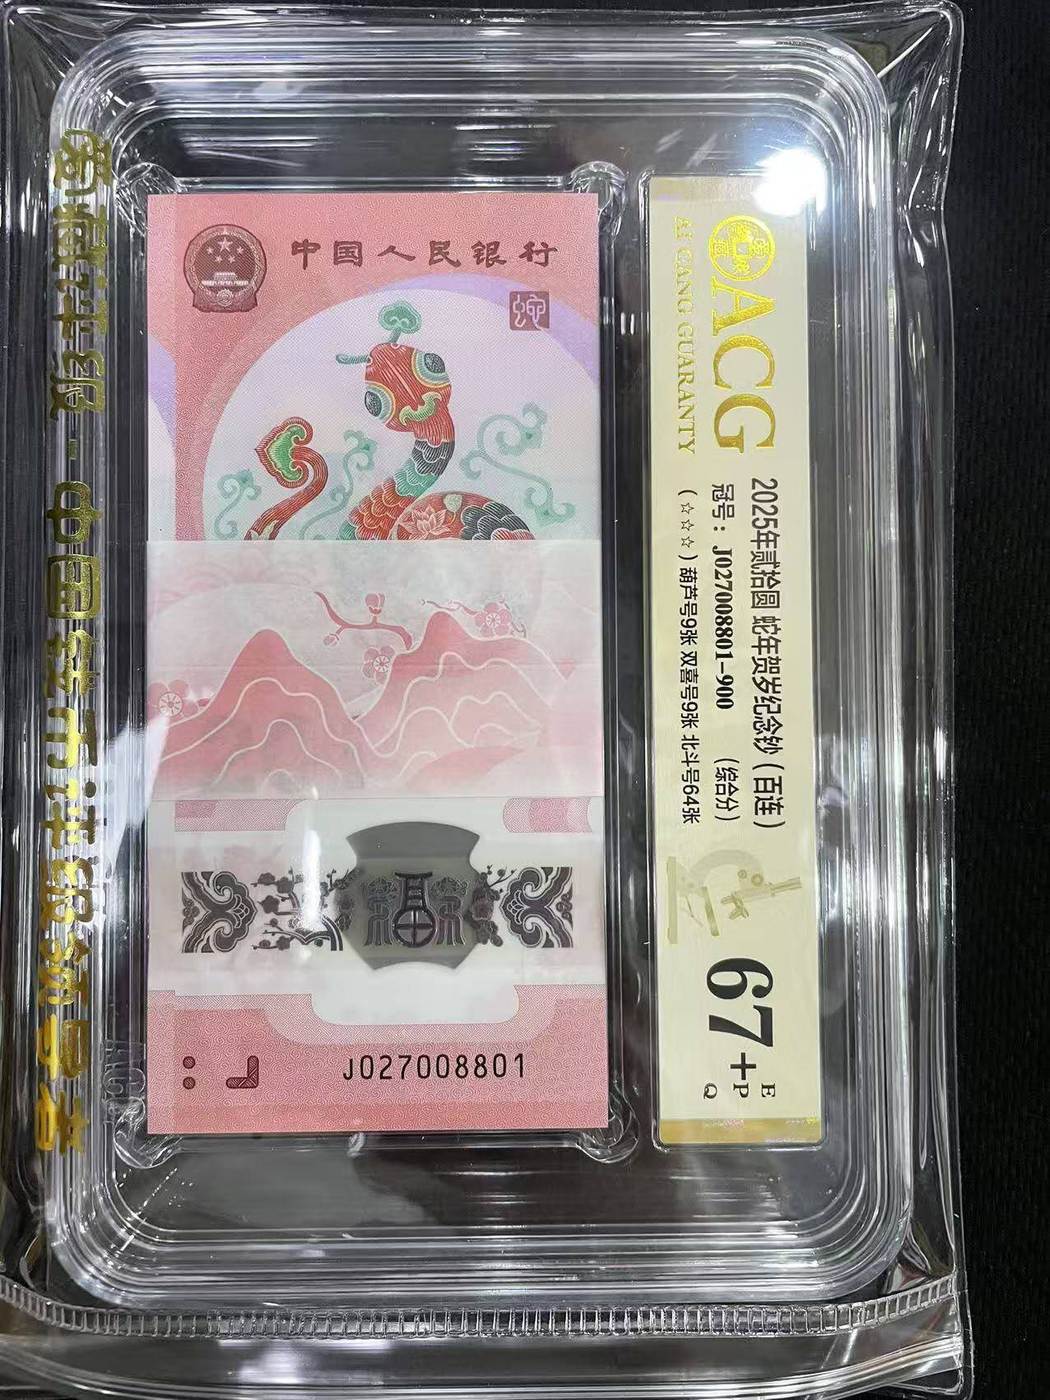 中国人民银行
蛇
J027008801
ACG
AI CANG GUARANTY
2025年贰拾圆 蛇年贺岁纪念钞（百连）
冠号：J027008801-900 （综合分）
（☆☆☆）葫芦号9张 双喜号9张 北斗号64张
67+
E
P
Q
爱藏评级 - 中国轻币评级领导者